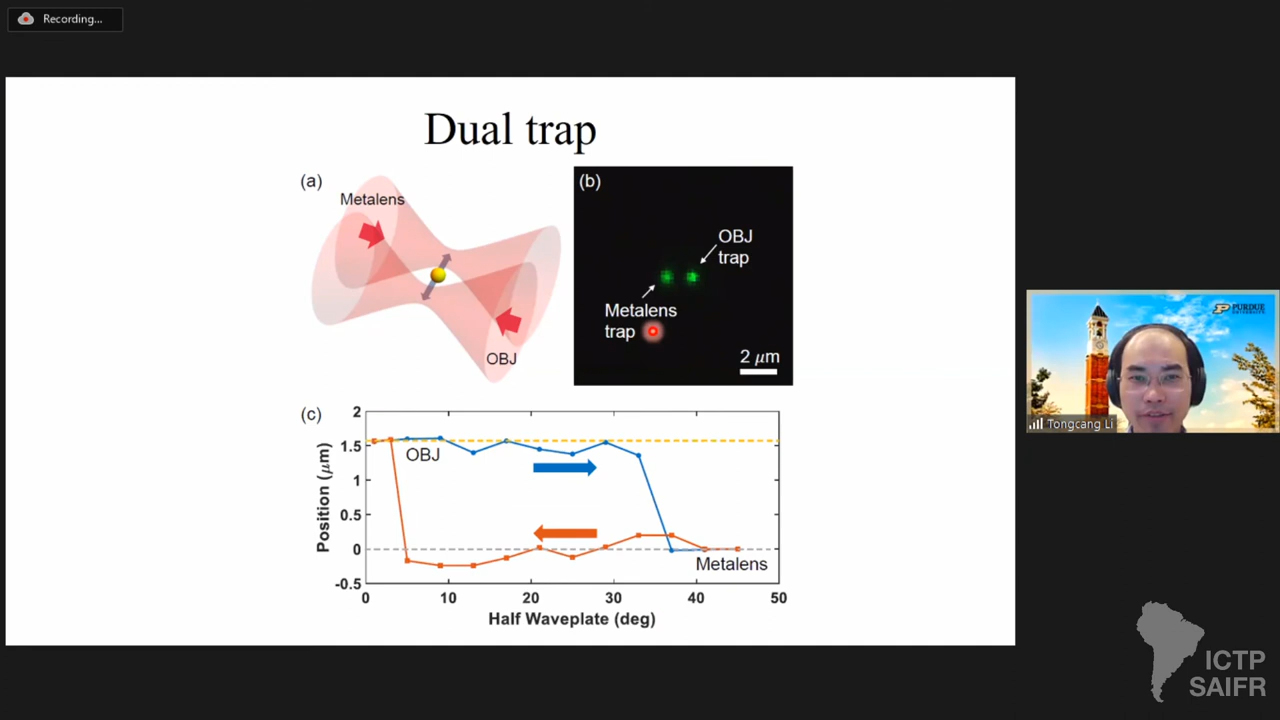 Recording...
Dual trap
(a)
Metalens
OBJ
(b)
OBJ
trap
Metalens
trap
2 μm
(c)
2
1.5
1
0.5
0
-0.5
Position (μm)
OBJ
Metalens
0 10 20 30 40 50
Half Waveplate (deg)
PURDUE
UNIVERSITY
Tongcang Li
ICTP
SAIFR